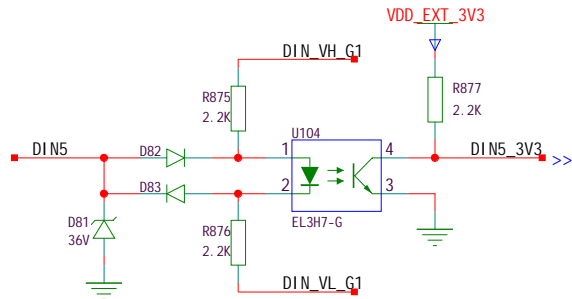 VDD_EXT_3V3
DIN_VH_G1
R875
2.2K
R877
2.2K
U104
DIN5
D82
1
4
DIN5_3V3
>>
D83
2
3
D81
36V
R876
2.2K
EL3H7-G
DIN_VL_G1